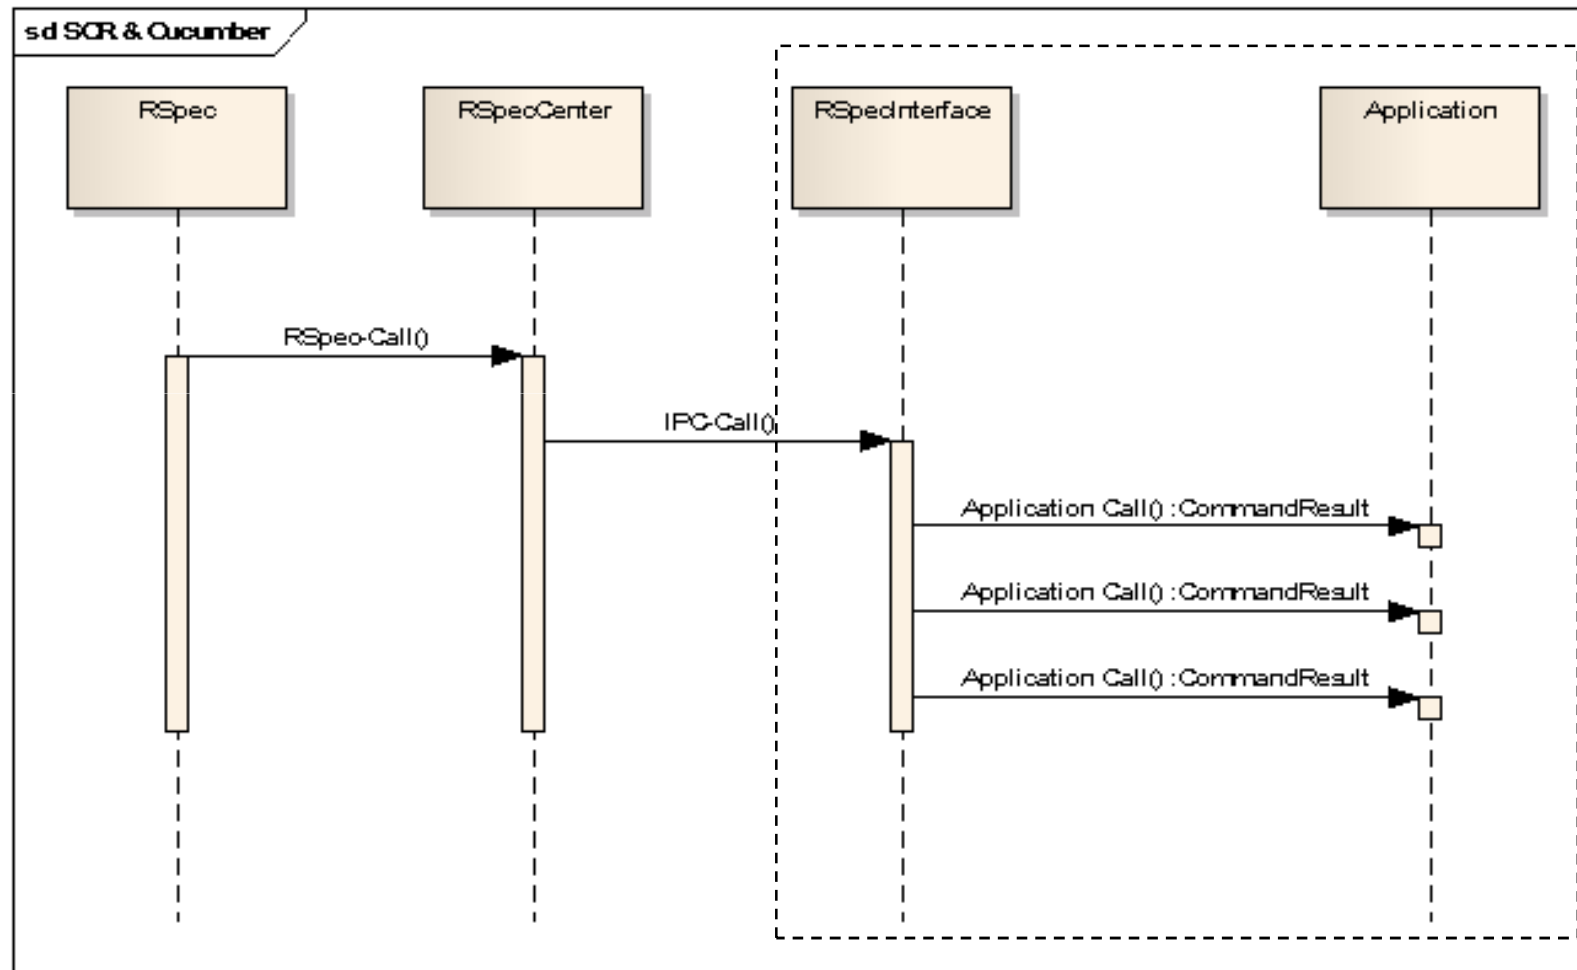 sd SCR & Cucumber
RSpec
RSpecCenter
RSpecInterface
Application
RSpec-Call()
IPC-Call()
Application Call() :CommandResult
Application Call() :CommandResult
Application Call() :CommandResult